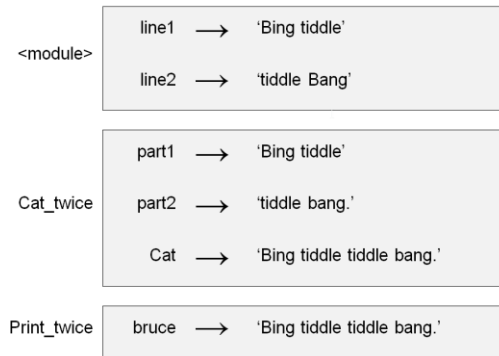 line1 → ‘Bing tiddle’
<module>
line2 → ‘tiddle Bang’
part1 → ‘Bing tiddle’
Cat_twice part2 → ‘tiddle bang.’
Cat → ‘Bing tiddle tiddle bang.’
Print_twice bruce → ‘Bing tiddle tiddle bang.’